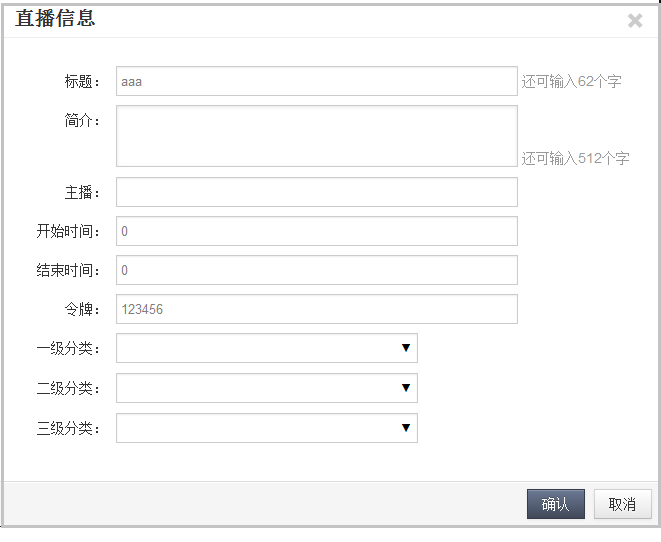 直播信息
标题： aaa 还可输入62个字
简介： 还可输入512个字
主播：
开始时间： 0
结束时间： 0
令牌： 123456
一级分类：
二级分类：
三级分类：
确认 取消